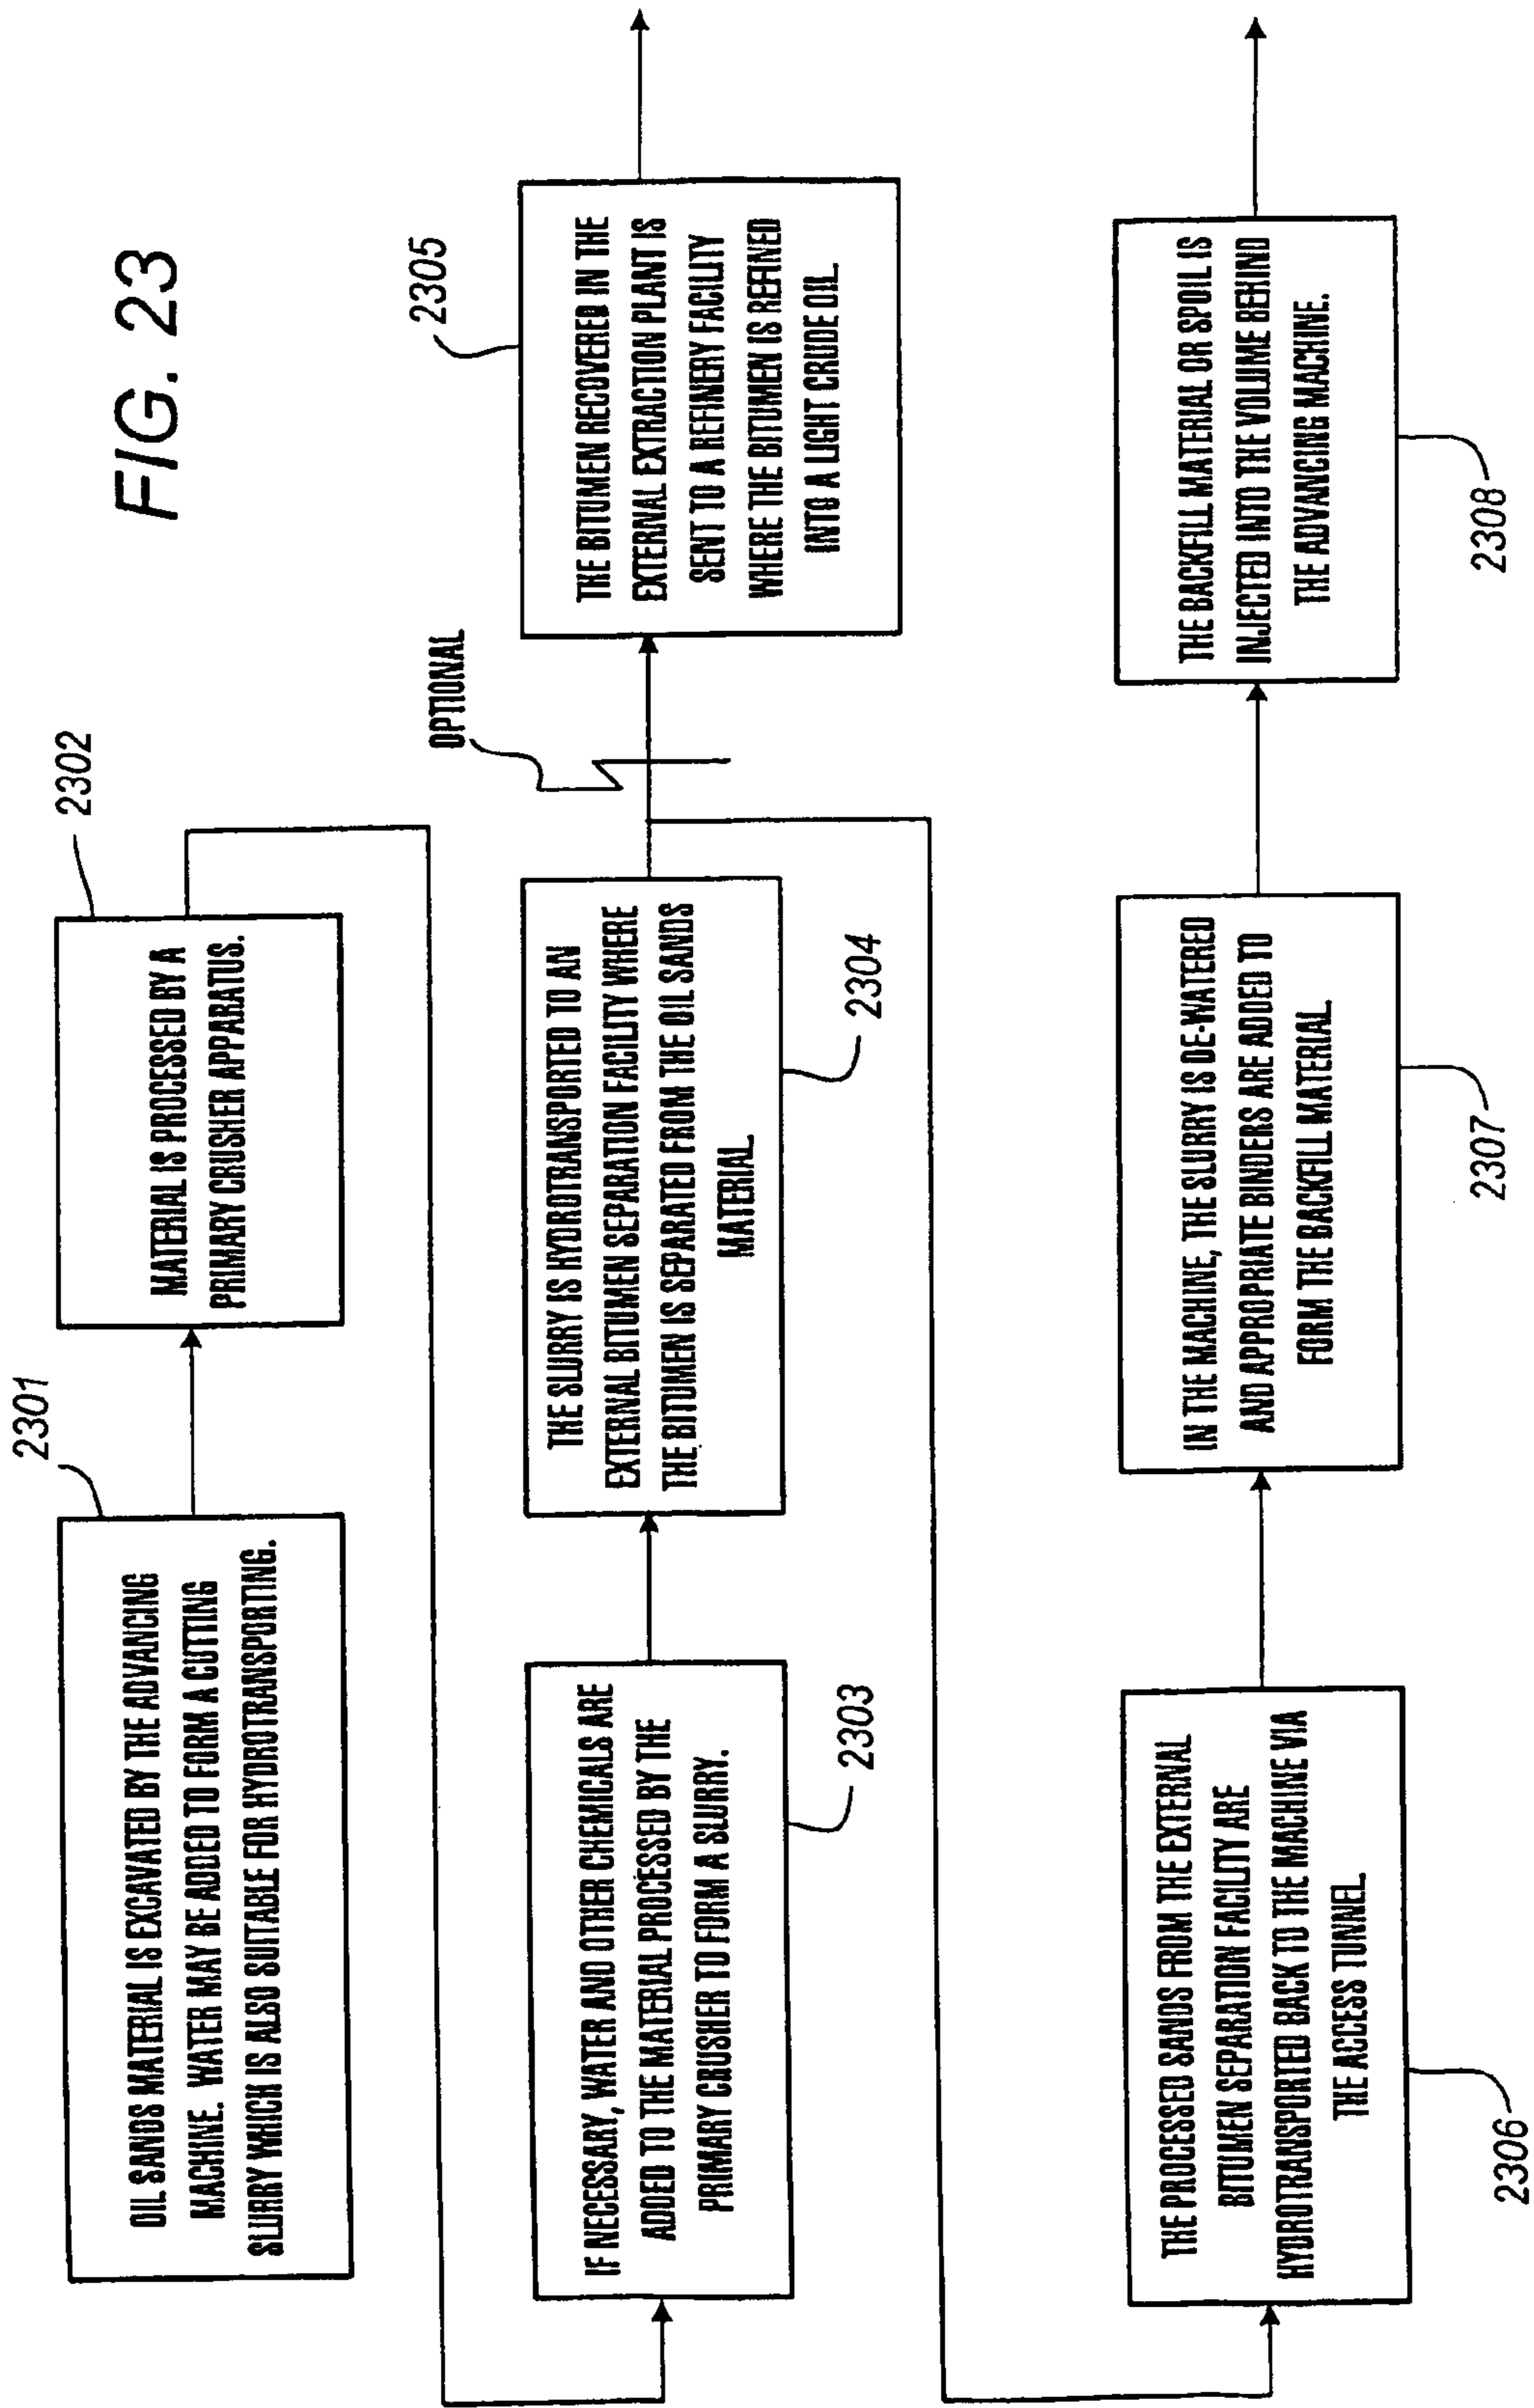 FIG. 23
2301
OIL SANDS MATERIAL IS EXCAVATED BY THE ADVANCING
MACHINE. WATER MAY BE ADDED TO FORM A CUTTING
SLURRY WHICH IS ALSO SUITABLE FOR HYDROTRANSPORTING.
2302
MATERIAL IS PROCESSED BY A
PRIMARY CRUSHER APPARATUS.
IF NECESSARY, WATER AND OTHER CHEMICALS ARE
ADDED TO THE MATERIAL PROCESSED BY THE
PRIMARY CRUSHER TO FORM A SLURRY.
2303
THE SLURRY IS HYDROTRANSPORTED TO AN
EXTERNAL BITUMEN SEPARATION FACILITY WHERE
THE BITUMEN IS SEPARATED FROM THE OIL SANDS
MATERIAL.
2304
OPTIONAL
2305
THE BITUMEN RECOVERED IN THE
EXTERNAL EXTRACTION PLANT IS
SENT TO A REFINERY FACILITY
WHERE THE BITUMEN IS REFINED
INTO A LIGHT CRUDE OIL.
THE PROCESSED SANDS FROM THE EXTERNAL
BITUMEN SEPARATION FACILITY ARE
HYDROTRANSPORTED BACK TO THE MACHINE VIA
THE ACCESS TUNNEL.
2306
IN THE MACHINE, THE SLURRY IS DE-WATERED
AND APPROPRIATE BINDERS ARE ADDED TO
FORM THE BACKFILL MATERIAL.
2307
THE BACKFILL MATERIAL OR SPOIL IS
INJECTED INTO THE VOLUME BEHIND
THE ADVANCING MACHINE.
2308